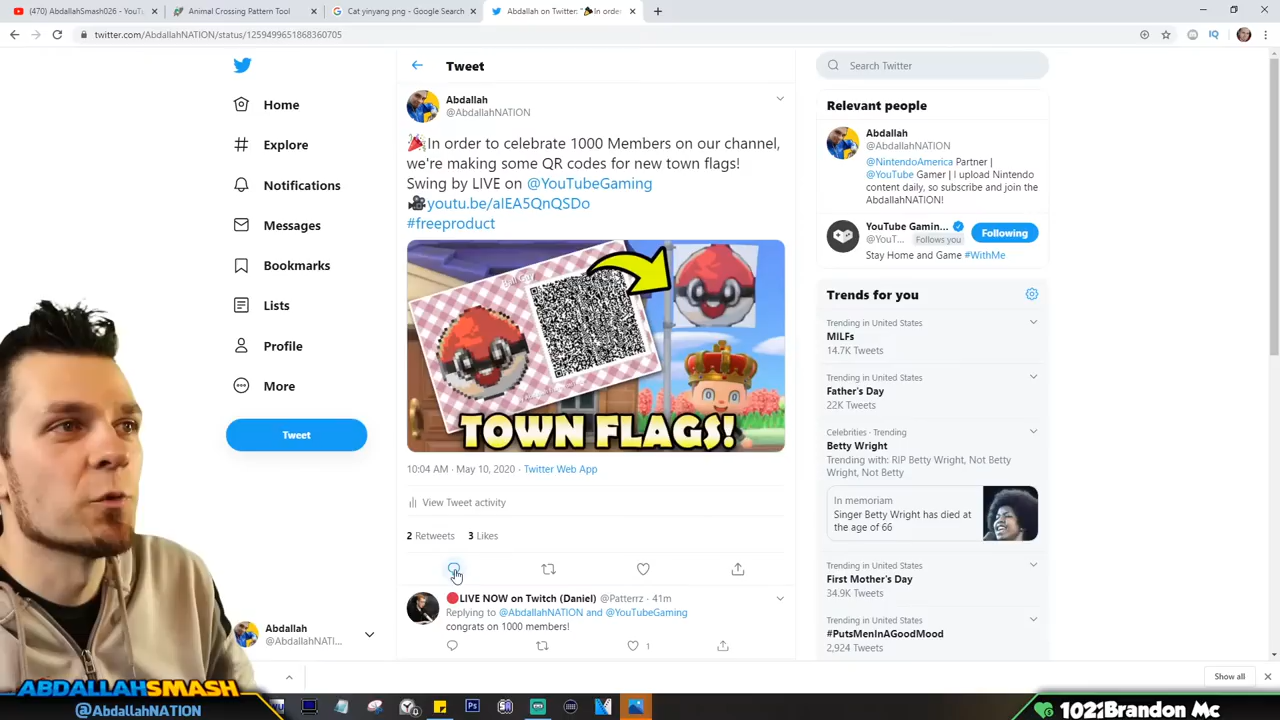 (470) AbdallahSmash026 - YouT
Animal Crossing Pattern Tool
Cat yinyang png - Google Search
Abdallah on Twitter: "🎉In order
twitter.com/AbdallahNATION/status/1259499651868360705
IQ
Home
Explore
Notifications
Messages
Bookmarks
Lists
Profile
More
Tweet
Abdallah
@AbdallahNATI...
Tweet
Abdallah
@AbdallahNATION
🎉In order to celebrate 1000 Members on our channel,
we're making some QR codes for new town flags!
Swing by LIVE on @YouTubeGaming
🎥youtu.be/aIEA5QnQSDo
#freeproduct
Ball Guy
TOWN FLAGS!
10:04 AM · May 10, 2020 · Twitter Web App
View Tweet activity
2 Retweets 3 Likes
🔴LIVE NOW on Twitch (Daniel) @Patterrz · 41m
Replying to @AbdallahNATION and @YouTubeGaming
congrats on 1000 members!
1
Search Twitter
Relevant people
Abdallah
@AbdallahNATION
@NintendoAmerica Partner |
@YouTube Gamer | I upload Nintendo
content daily, so subscribe and join the
AbdallahNATION!
YouTube Gamin...
@YouT... Follows you
Following
Stay Home and Game #WithMe
Trends for you
Trending in United States
MILFs
14.7K Tweets
Trending in United States
Father's Day
22K Tweets
Celebrities · Trending
Betty Wright
Trending with: RIP Betty Wright, Not Betty
Wright, Not Betty
In memoriam
Singer Betty Wright has died at
the age of 66
Trending in United States
First Mother's Day
34.9K Tweets
Trending in United States
#PutsMenInAGoodMood
2,924 Tweets
Show all
ABDALLAHSMASH
@AbdallahNATION
Ps
1022
Brandon Mc